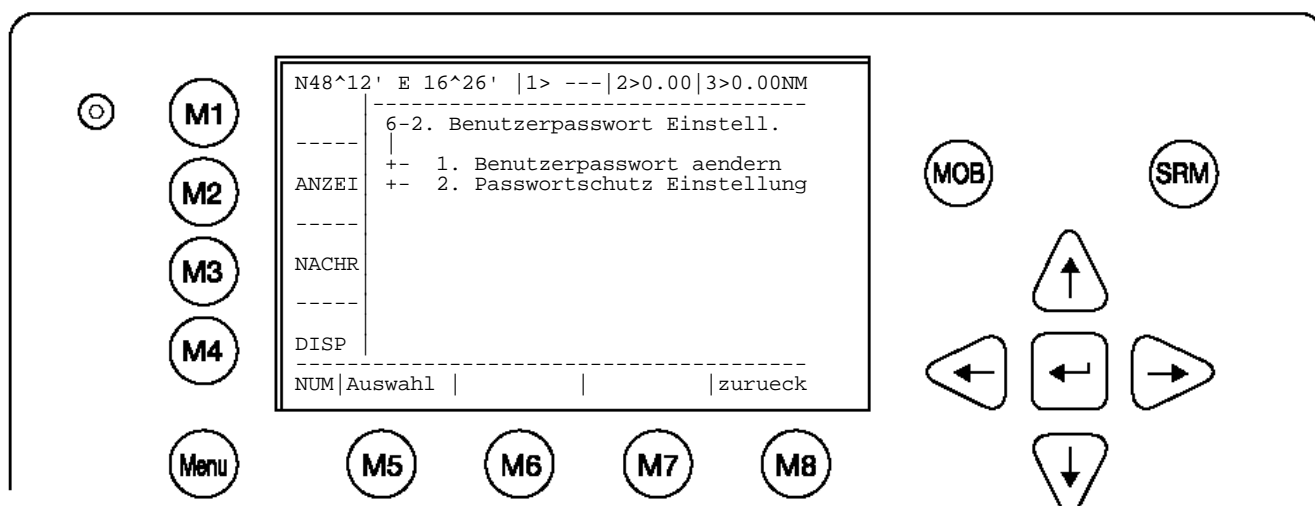 N48^12' E 16^26' |1> ---|2>0.00|3>0.00NM
M1
6-2. Benutzerpasswort Einstell.
-----
+- 1. Benutzerpasswort aendern
MOB
SRM
M2
ANZEI
+- 2. Passwortschutz Einstellung
-----
M3
NACHR
-----
M4
DISP
NUM|Auswahl | | |zurueck
Menu
M5
M6
M7
M8